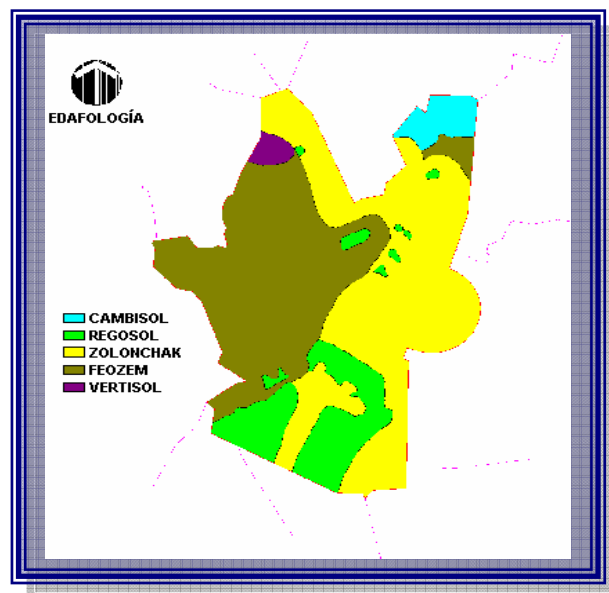 EDAFOLOGÍA
CAMBISOL
REGOSOL
ZOLONCHAK
FEOZEM
VERTISOL